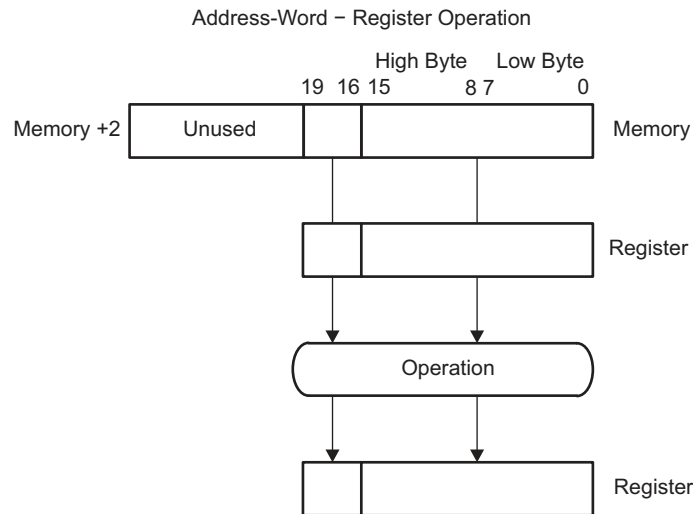 Address-Word − Register Operation
High Byte Low Byte
19 16 15 8 7 0
Memory +2 Unused Memory
Register
Operation
Register